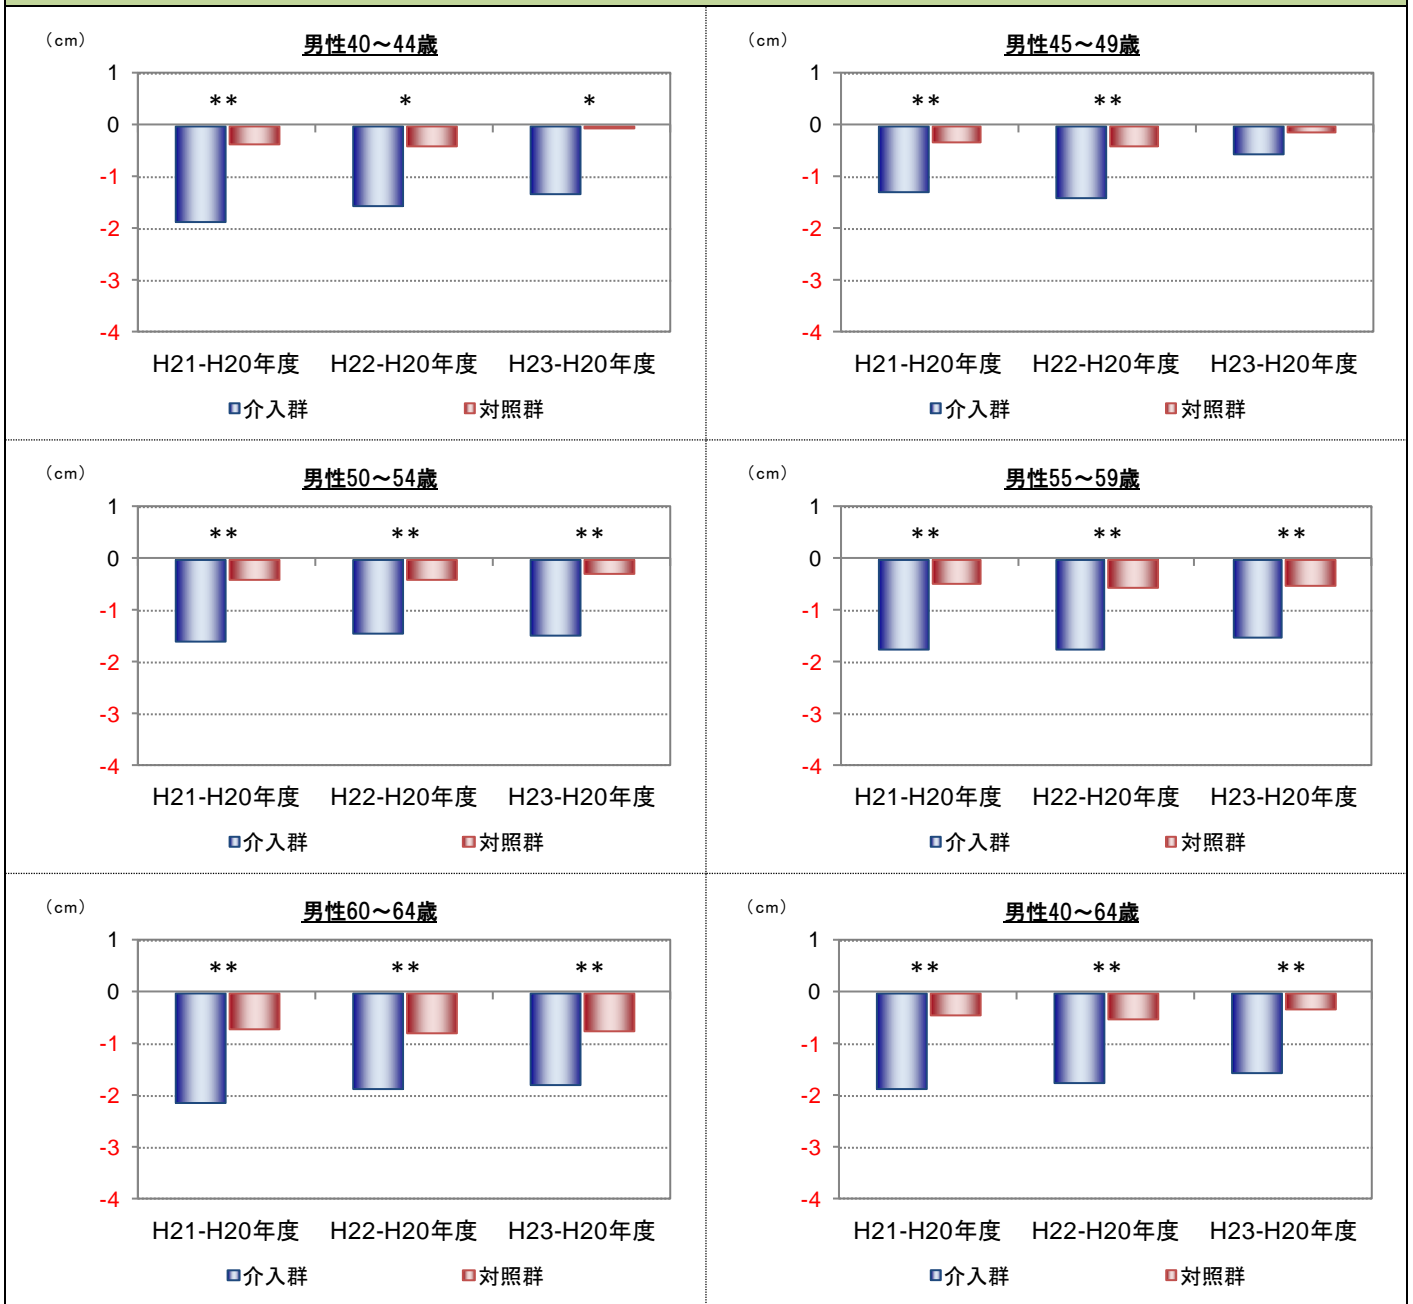 （cm） 男性40～44歳
1
** * *
0
-1
-2
-3
-4
H21-H20年度 H22-H20年度 H23-H20年度
介入群 対照群
（cm） 男性45～49歳
1
** **
0
-1
-2
-3
-4
H21-H20年度 H22-H20年度 H23-H20年度
介入群 対照群
（cm） 男性50～54歳
1
** ** **
0
-1
-2
-3
-4
H21-H20年度 H22-H20年度 H23-H20年度
介入群 対照群
（cm） 男性55～59歳
1
** ** **
0
-1
-2
-3
-4
H21-H20年度 H22-H20年度 H23-H20年度
介入群 対照群
（cm） 男性60～64歳
1
** ** **
0
-1
-2
-3
-4
H21-H20年度 H22-H20年度 H23-H20年度
介入群 対照群
（cm） 男性40～64歳
1
** ** **
0
-1
-2
-3
-4
H21-H20年度 H22-H20年度 H23-H20年度
介入群 対照群